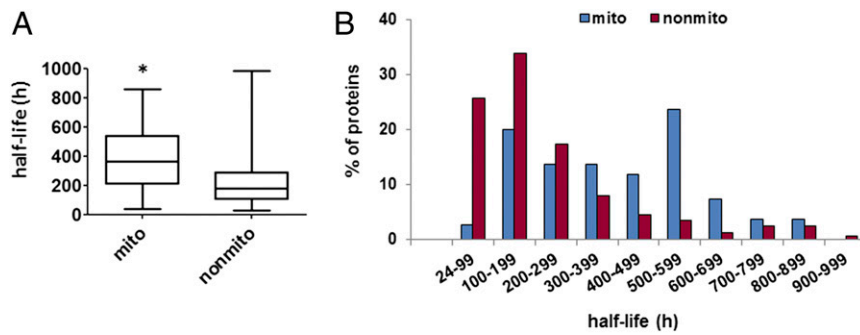 A
half-life (h)
1000
800
600
400
200
0
*
mito
nonmito
B
mito
nonmito
% of proteins
40
30
20
10
0
24-99
100-199
200-299
300-399
400-499
500-599
600-699
700-799
800-899
900-999
half-life (h)